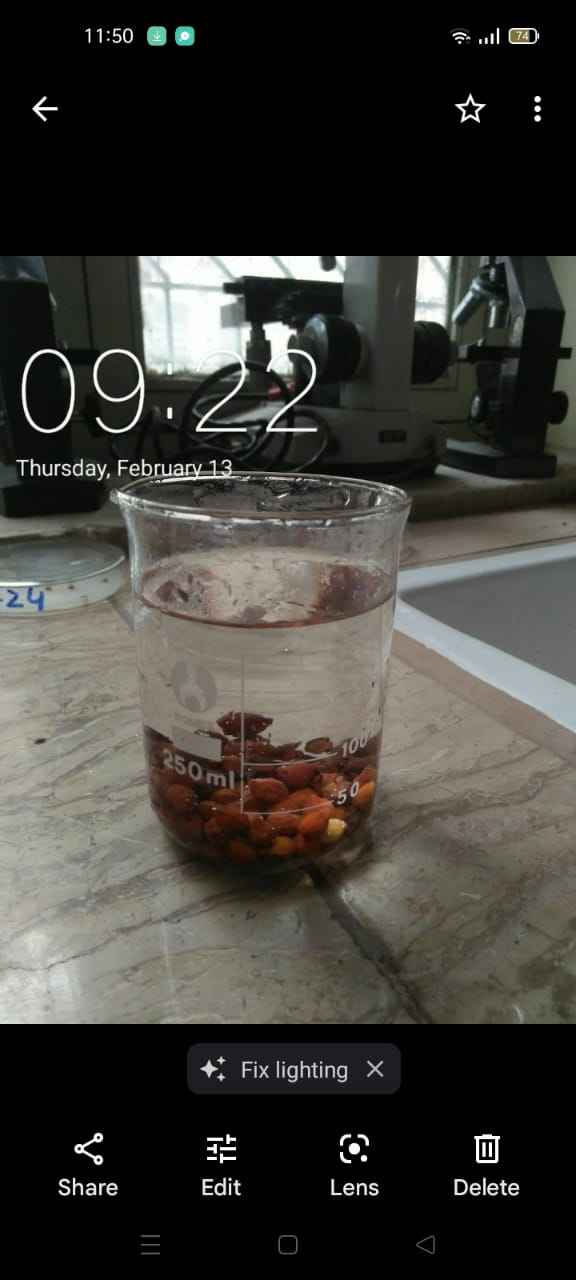 11:50
74
09:22
Thursday, February 13
-24
100
250ml
50
Fix lighting
Share
Edit
Lens
Delete